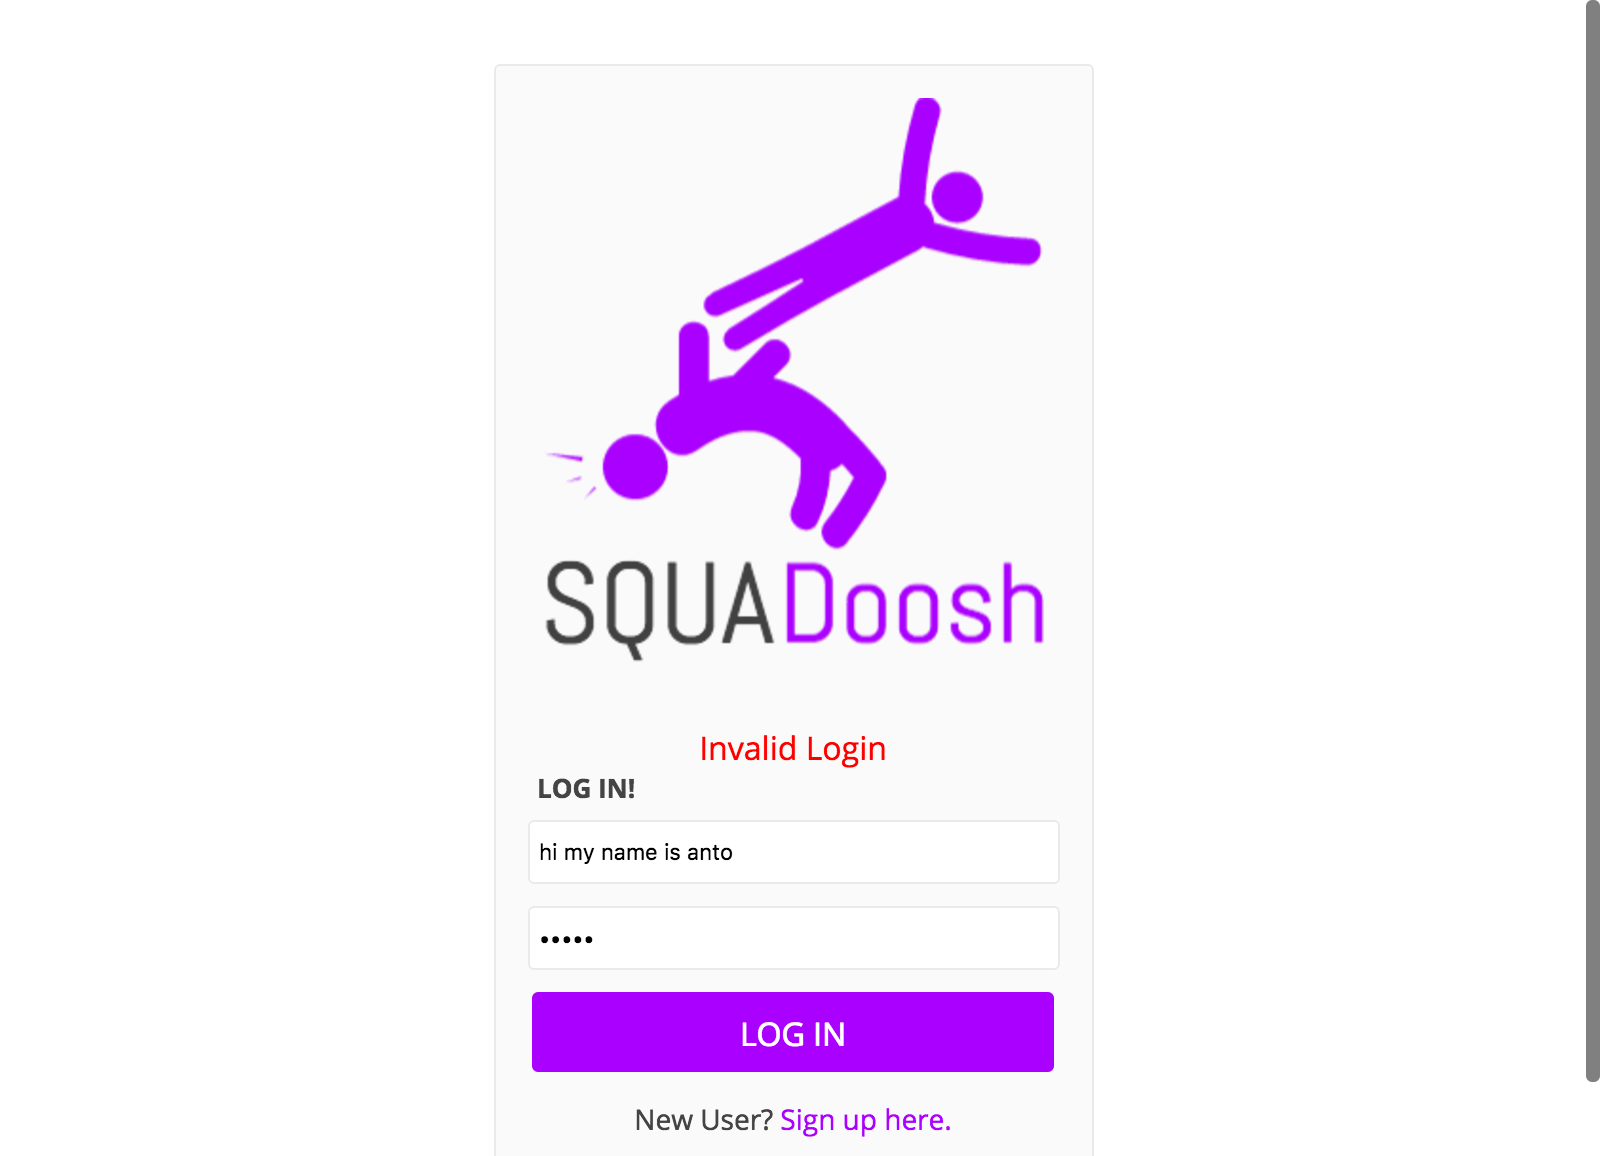 SQUADoosh
Invalid Login
LOG IN!
hi my name is anto
•••••
LOG IN
New User? Sign up here.